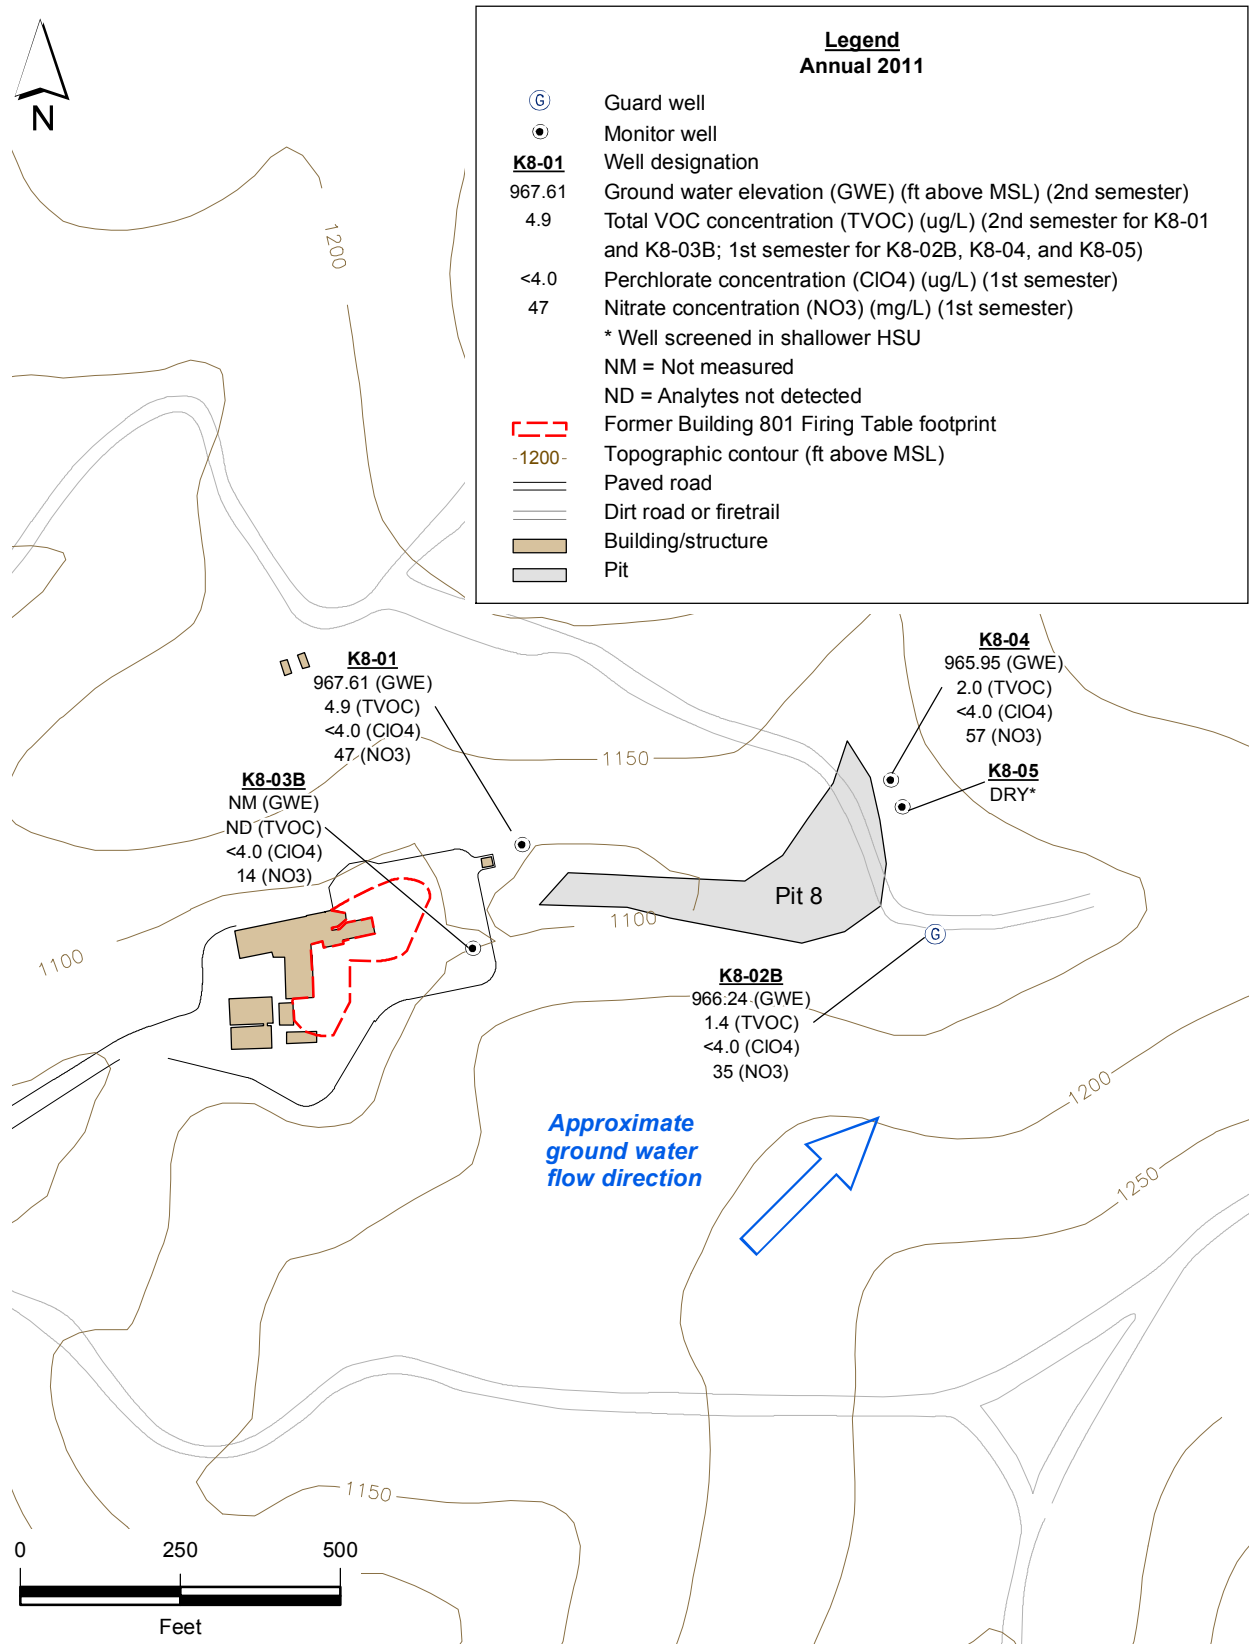 N
Legend
Annual 2011
G Guard well
Monitor well
K8-01 Well designation
967.61 Ground water elevation (GWE) (ft above MSL) (2nd semester)
4.9 Total VOC concentration (TVOC) (ug/L) (2nd semester for K8-01
and K8-03B; 1st semester for K8-02B, K8-04, and K8-05)
<4.0 Perchlorate concentration (ClO4) (ug/L) (1st semester)
47 Nitrate concentration (NO3) (mg/L) (1st semester)
* Well screened in shallower HSU
NM = Not measured
ND = Analytes not detected
Former Building 801 Firing Table footprint
-1200- Topographic contour (ft above MSL)
Paved road
Dirt road or firetrail
Building/structure
Pit
1200
K8-01
967.61 (GWE)
4.9 (TVOC)
<4.0 (ClO4)
47 (NO3)
K8-04
965.95 (GWE)
2.0 (TVOC)
<4.0 (ClO4)
57 (NO3)
K8-05
DRY*
1150
K8-03B
NM (GWE)
ND (TVOC)
<4.0 (ClO4)
14 (NO3)
Pit 8
1100
1100
G
K8-02B
966.24 (GWE)
1.4 (TVOC)
<4.0 (ClO4)
35 (NO3)
1200
Approximate
ground water
flow direction
1250
1150
0 250 500
Feet